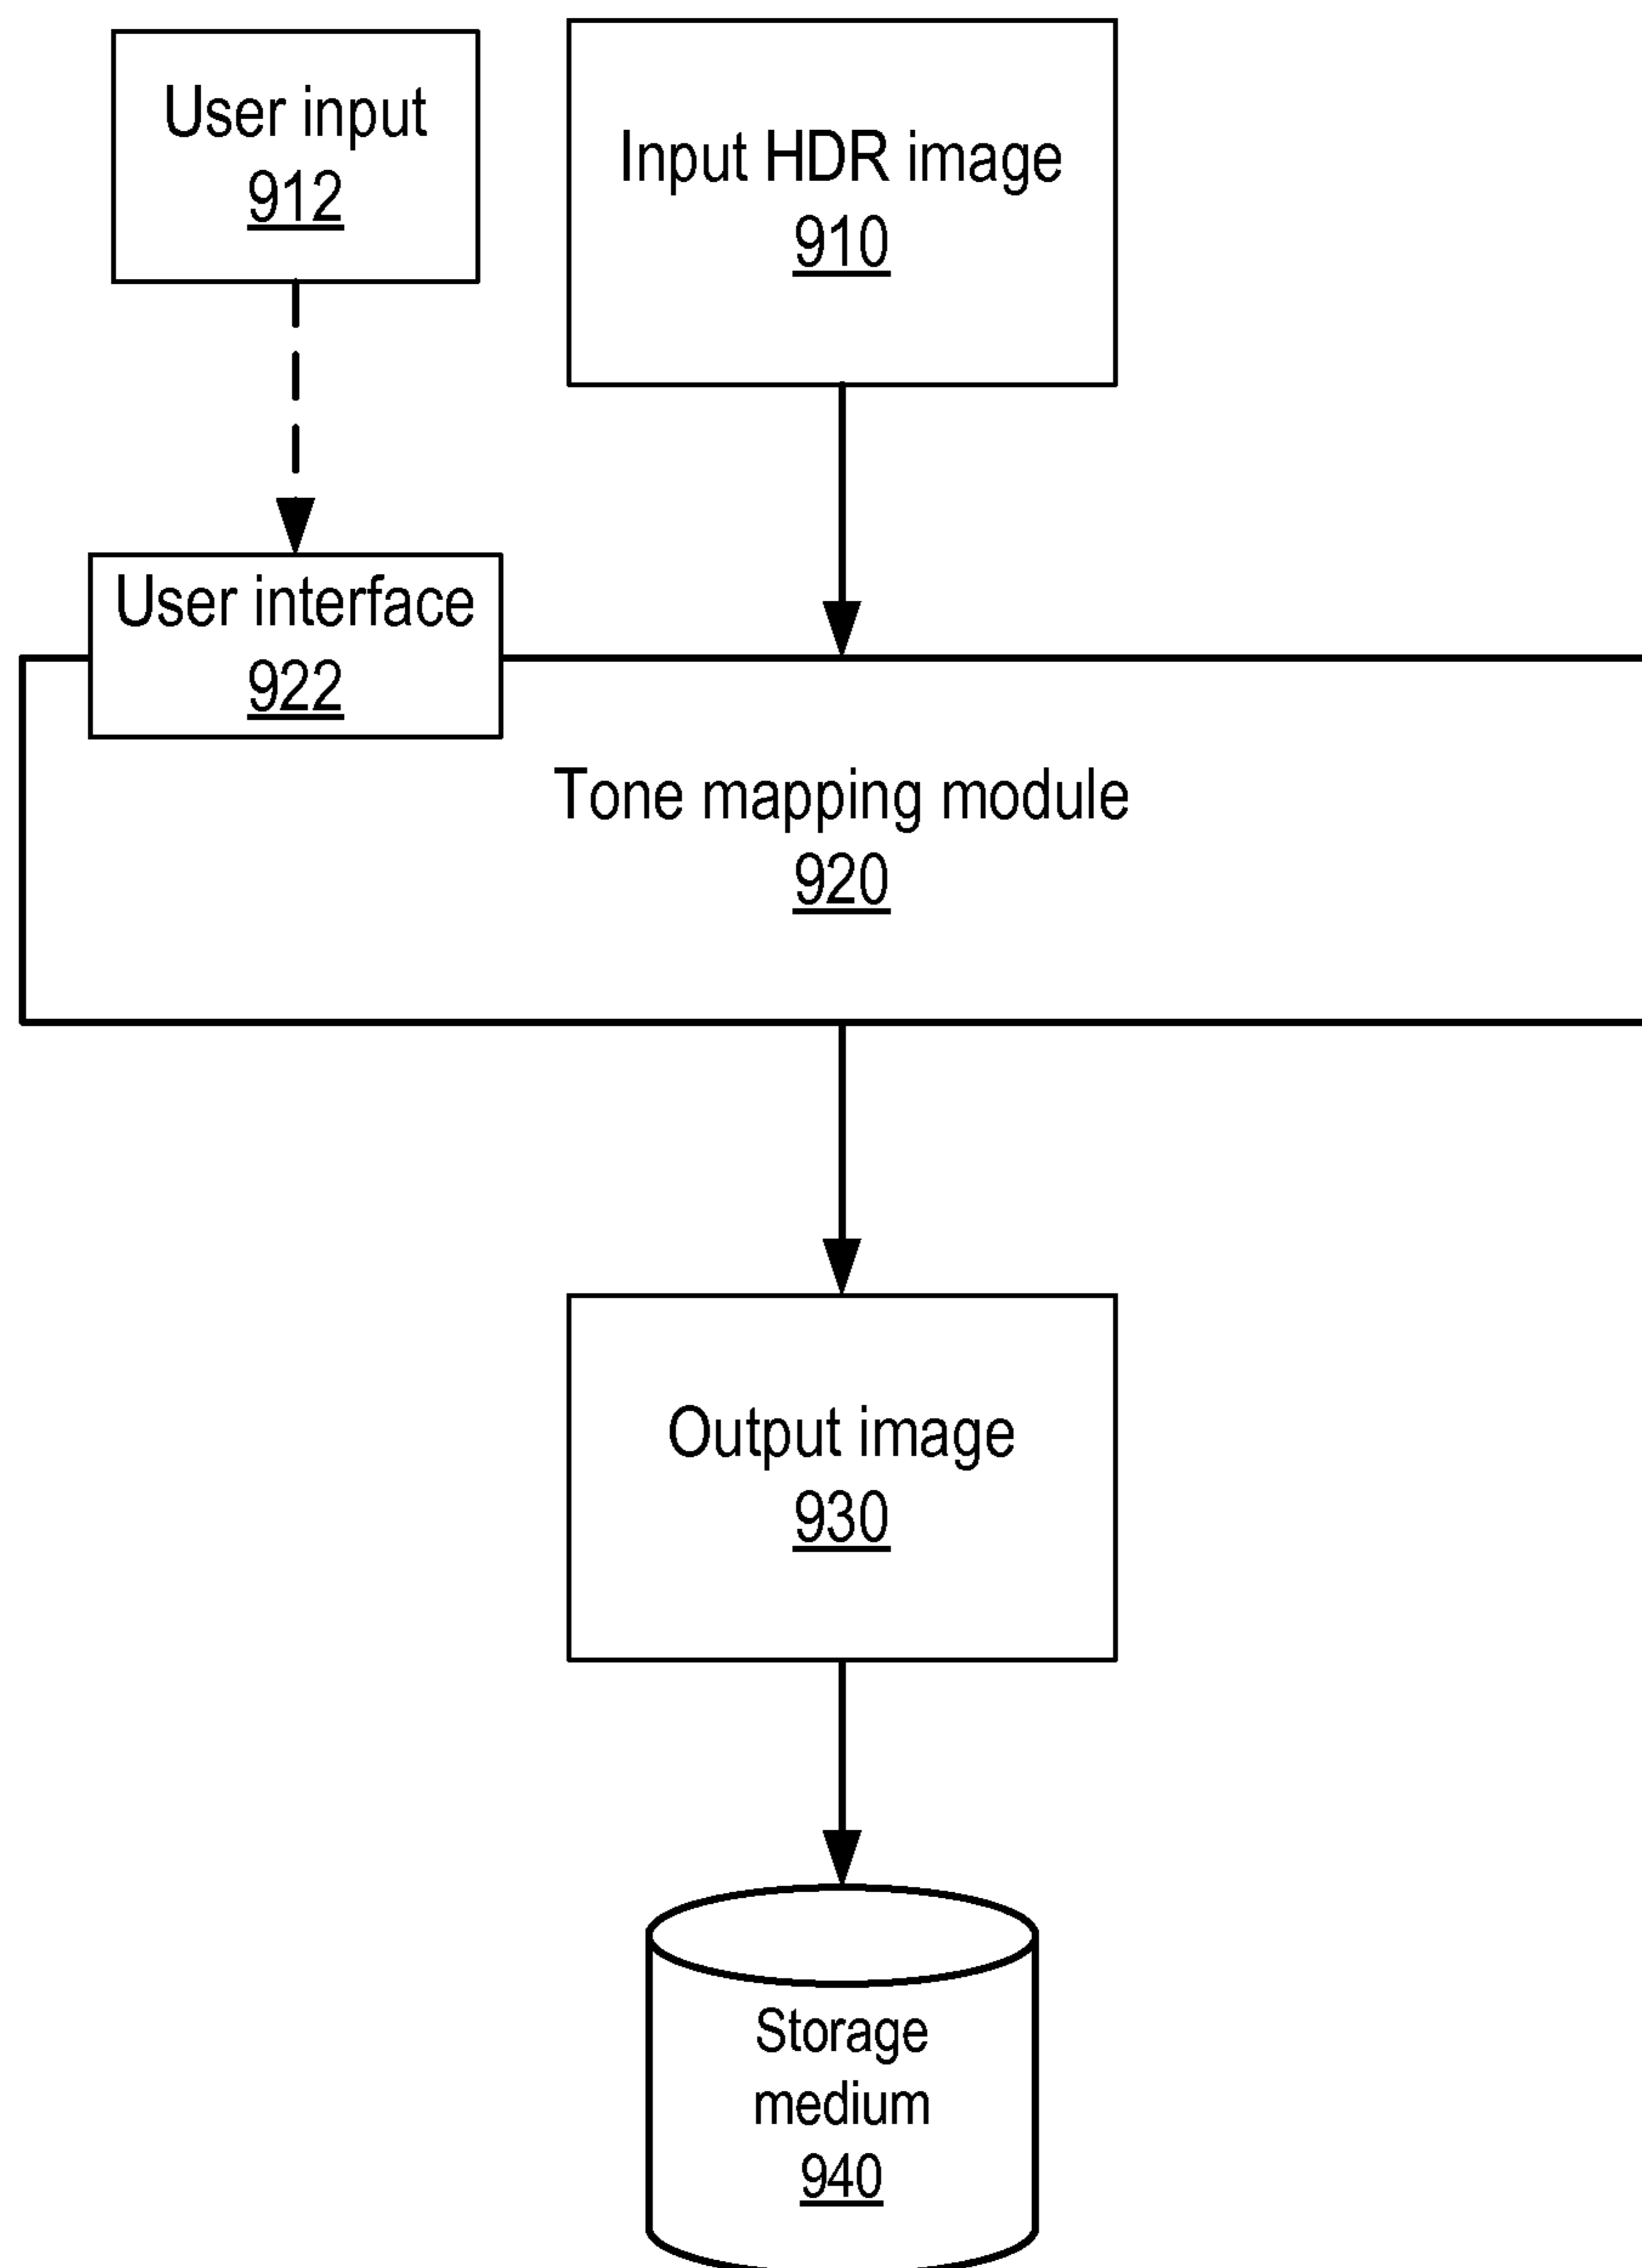 User input
912
Input HDR image
910
User interface
922
Tone mapping module
920
Output image
930
Storage
medium
940